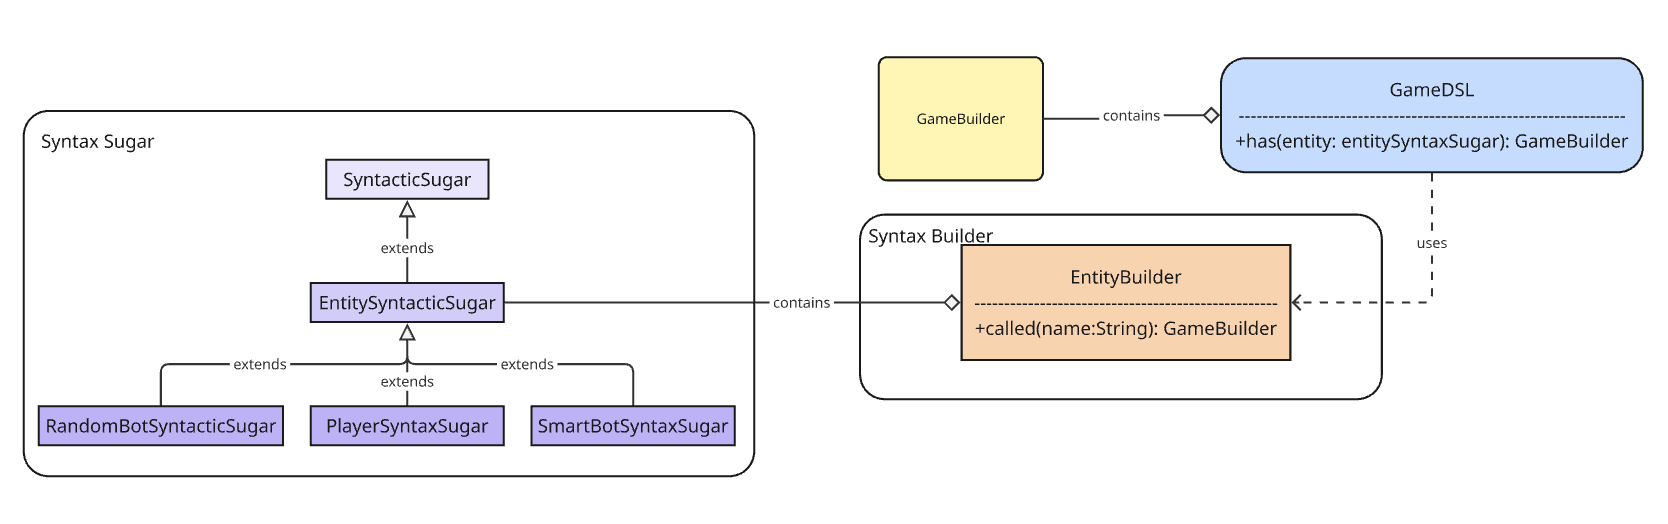 Syntax Sugar
SyntacticSugar
extends
EntitySyntacticSugar
extends
extends
extends
RandomBotSyntacticSugar
PlayerSyntaxSugar
SmartBotSyntaxSugar
contains
GameBuilder
contains
GameDSL
+has(entity: entitySyntaxSugar): GameBuilder
uses
Syntax Builder
EntityBuilder
+called(name:String): GameBuilder